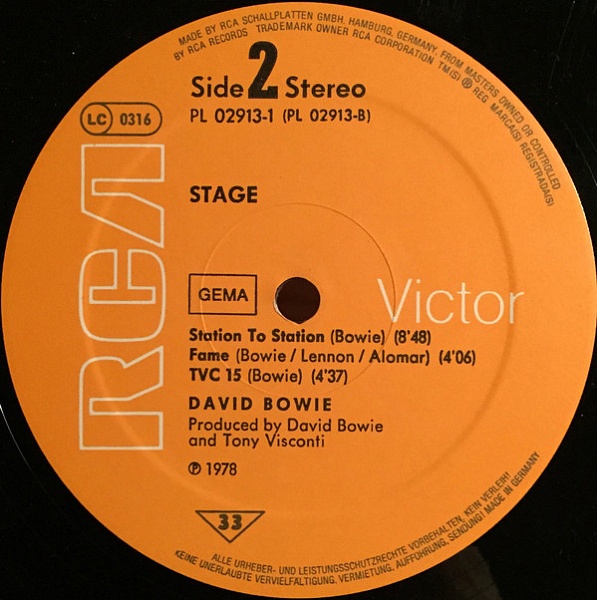 MADE BY RCA SCHALLPLATTEN GMBH, HAMBURG, GERMANY, FROM MASTERS OWNED OR CONTROLLED
BY RCA RECORDS TRADEMARK OWNER RCA CORPORATION TM(S) ® REG MARCA(S) REGISTRADA(S)
Side 2 Stereo
PL 02913-1 (PL 02913-B)
LC 0316
STAGE
RCA
GEMA
Victor
Station To Station (Bowie) (8'48)
Fame (Bowie / Lennon / Alomar) (4'06)
TVC 15 (Bowie) (4'37)
DAVID BOWIE
Produced by David Bowie
and Tony Visconti
℗ 1978
33
ALLE URHEBER- UND LEISTUNGSSCHUTZRECHTE VORBEHALTEN, KEIN VERLEIH!
KEINE UNERLAUBTE VERVIELFÄLTIGUNG, VERMIETUNG, AUFFÜHRUNG, SENDUNG! MADE IN GERMANY